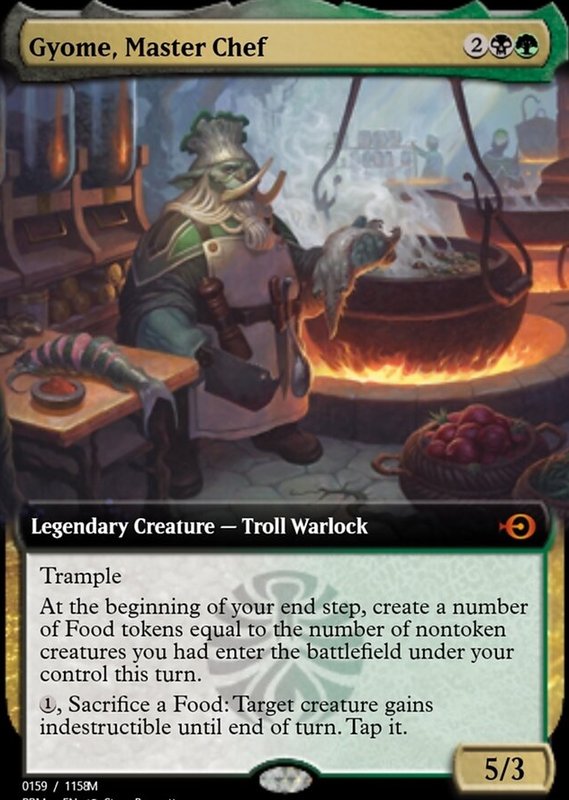 Gyome, Master Chef
2
Legendary Creature — Troll Warlock
Trample
At the beginning of your end step, create a number
of Food tokens equal to the number of nontoken
creatures you had enter the battlefield under your
control this turn.
1, Sacrifice a Food: Target creature gains
indestructible until end of turn. Tap it.
5/3
0159 / 1158M